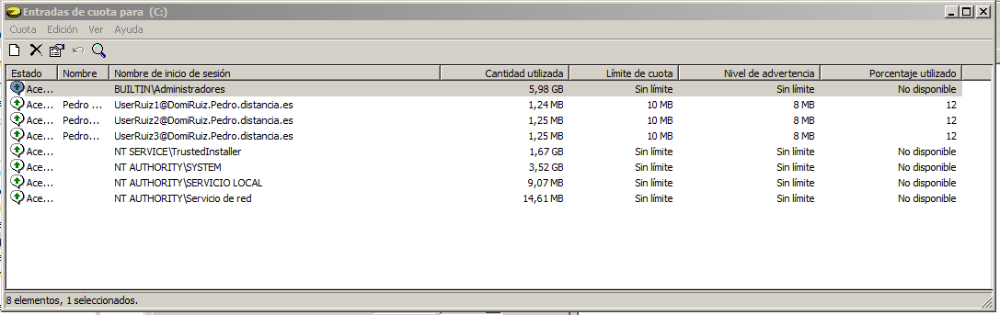 Entradas de cuota para (C:)
Cuota Edición Ver Ayuda
Estado Nombre Nombre de inicio de sesión Cantidad utilizada Límite de cuota Nivel de advertencia Porcentaje utilizado
Ace... BUILTIN\Administradores 5,98 GB Sin límite Sin límite No disponible
Ace... Pedro ... UserRuiz1@DomiRuiz.Pedro.distancia.es 1,24 MB 10 MB 8 MB 12
Ace... Pedro... UserRuiz2@DomiRuiz.Pedro.distancia.es 1,25 MB 10 MB 8 MB 12
Ace... Pedro... UserRuiz3@DomiRuiz.Pedro.distancia.es 1,25 MB 10 MB 8 MB 12
Ace... NT SERVICE\TrustedInstaller 1,67 GB Sin límite Sin límite No disponible
Ace... NT AUTHORITY\SYSTEM 3,52 GB Sin límite Sin límite No disponible
Ace... NT AUTHORITY\SERVICIO LOCAL 9,07 MB Sin límite Sin límite No disponible
Ace... NT AUTHORITY\Servicio de red 14,61 MB Sin límite Sin límite No disponible
8 elementos, 1 seleccionados.